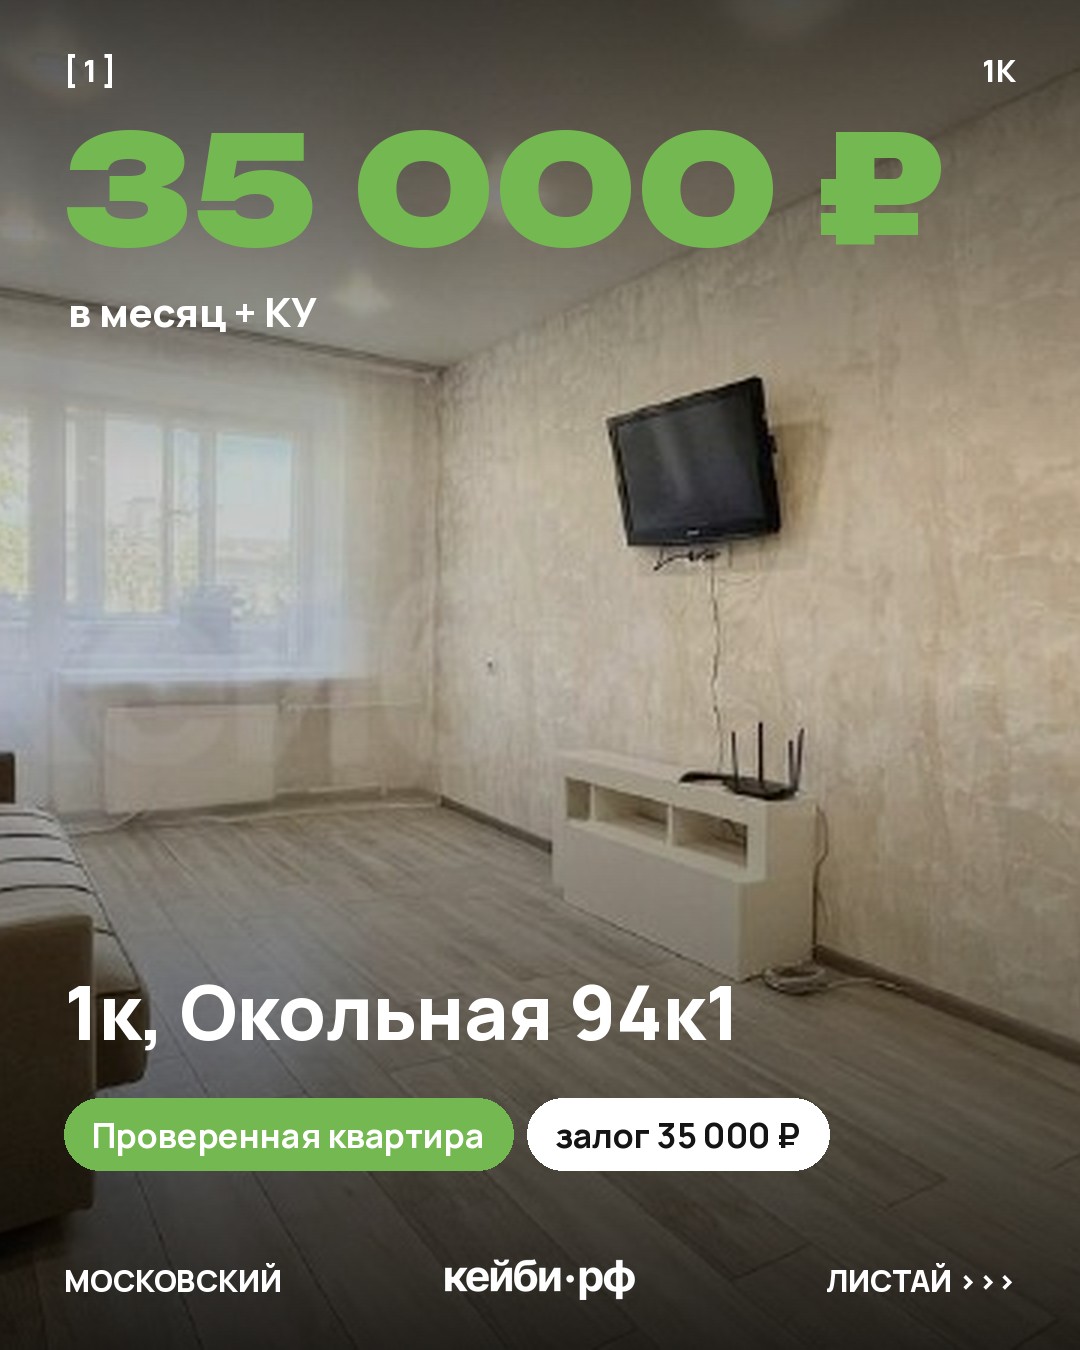 [ 1 ]
1К
35 000 ₽
в месяц + КУ
1к, Окольная 94к1
Проверенная квартира
залог 35 000 ₽
МОСКОВСКИЙ
кейби·рф
ЛИСТАЙ >>>